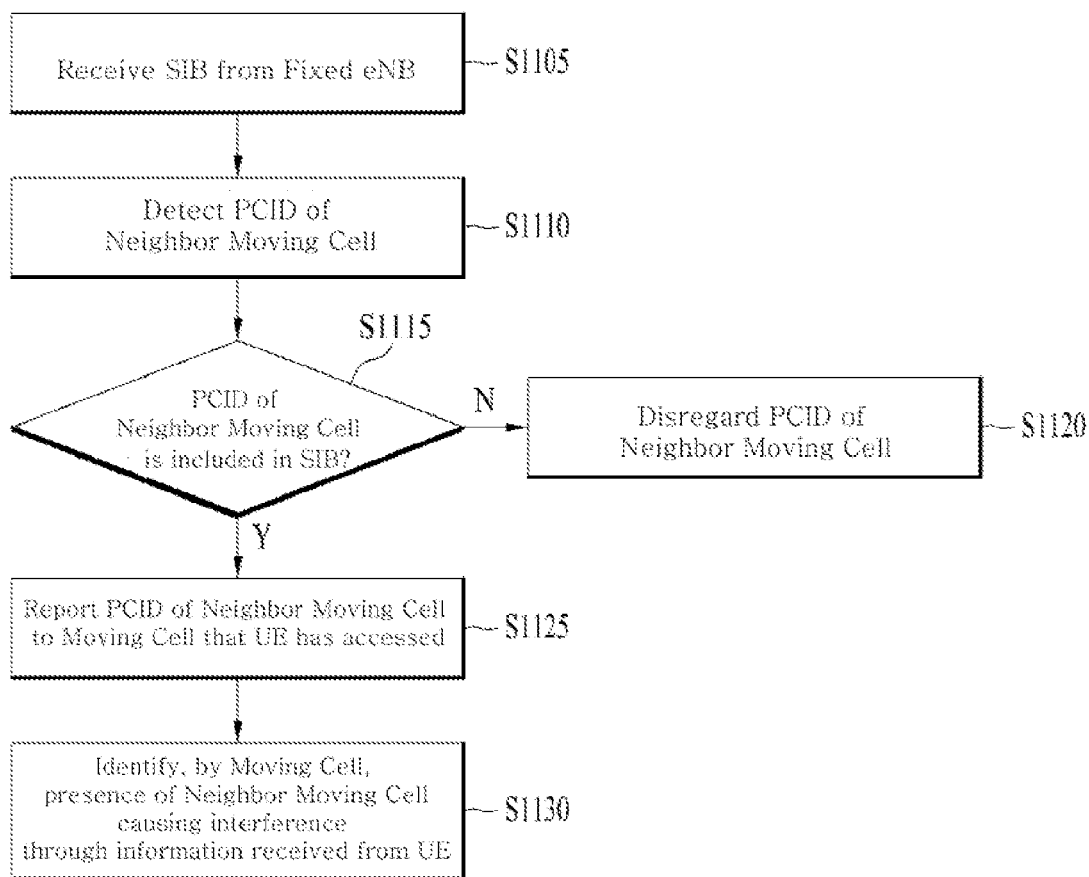 Receive SIB from Fixed eNB
S1105
Detect PCID of
Neighbor Moving Cell
S1110
S1115
PCID of
Neighbor Moving Cell
is included in SIB?
N
Disregard PCID of
Neighbor Moving Cell
S1120
Y
Report PCID of Neighbor Moving Cell
to Moving Cell that UE has accessed
S1125
Identify, by Moving Cell,
presence of Neighbor Moving Cell
causing interference
through information received from UE
S1130